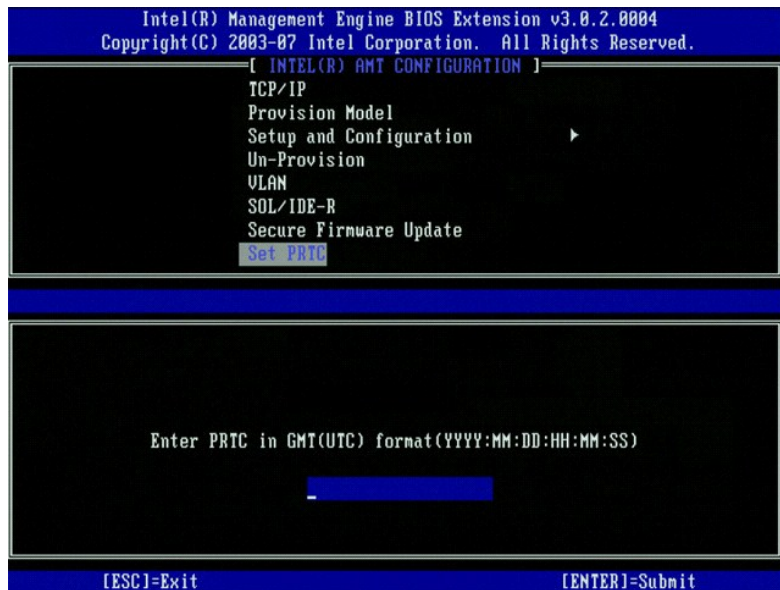 Intel(R) Management Engine BIOS Extension v3.0.2.0004
Copyright(C) 2003-07 Intel Corporation. All Rights Reserved.
[ INTEL(R) AMT CONFIGURATION ]
TCP/IP
Provision Model
Setup and Configuration
Un-Provision
VLAN
SOL/IDE-R
Secure Firmware Update
Set PRTC
Enter PRTC in GMT(UTC) format(YYYY:MM:DD:HH:MM:SS)
[ESC]=Exit [ENTER]=Submit